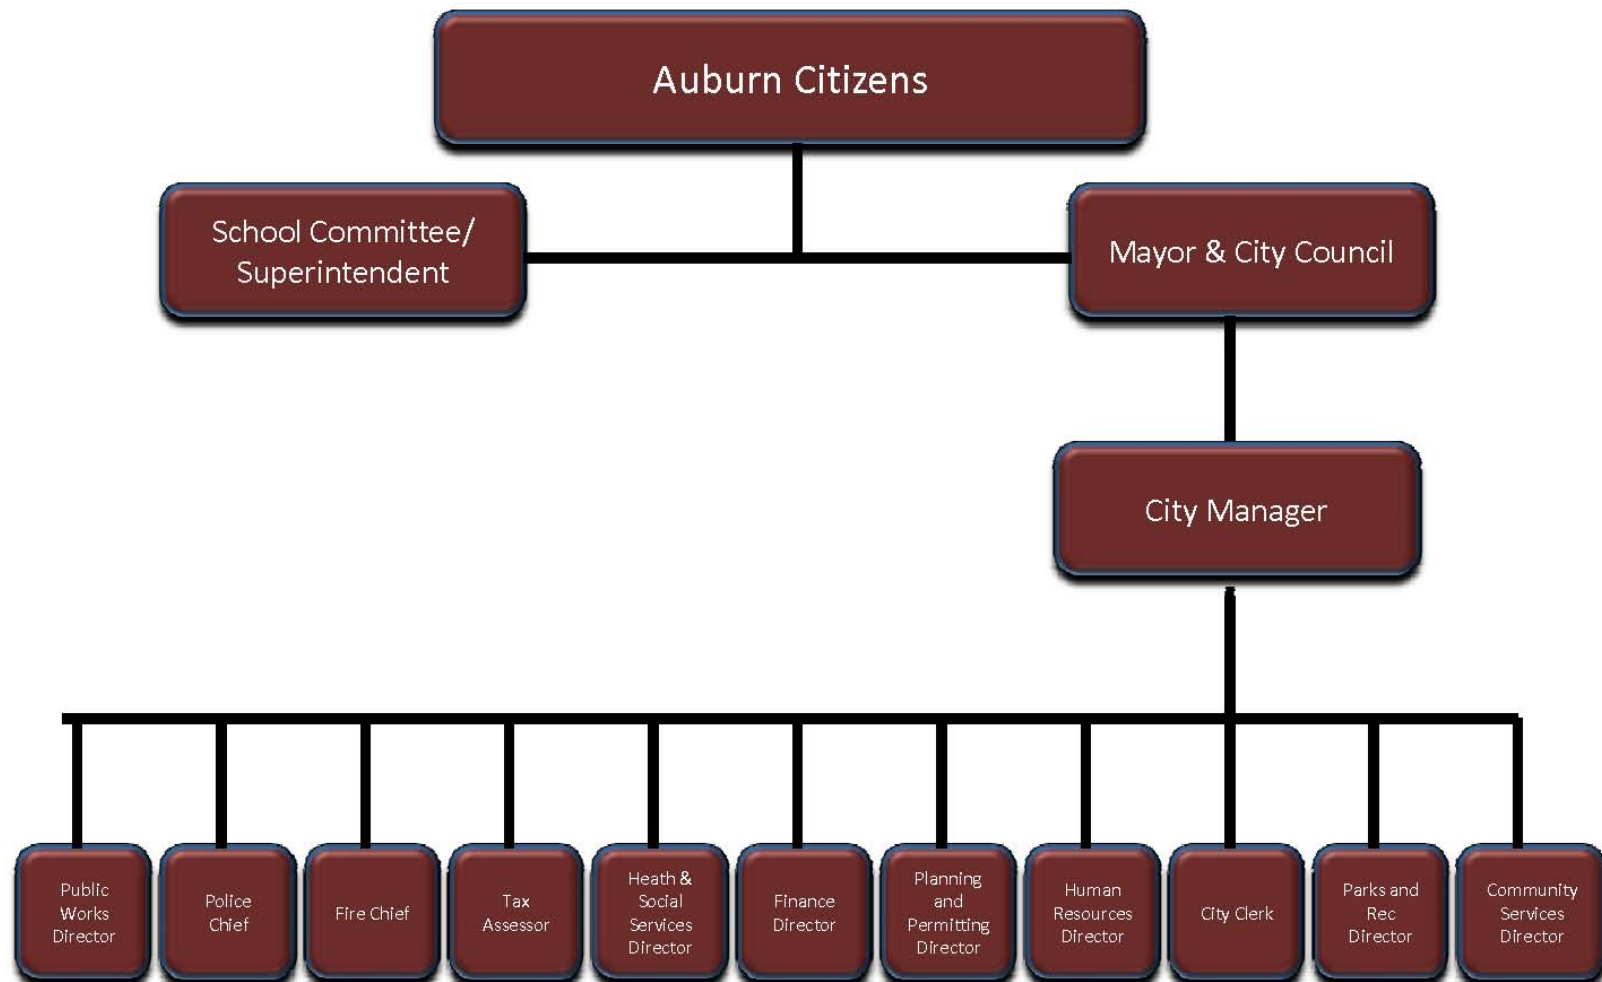 Auburn Citizens
School Committee/
Superintendent
Mayor & City Council
City Manager
Public
Works
Director
Police
Chief
Fire Chief
Tax
Assessor
Heath &
Social
Services
Director
Finance
Director
Planning
and
Permitting
Director
Human
Resources
Director
City Clerk
Parks and
Rec
Director
Community
Services
Director